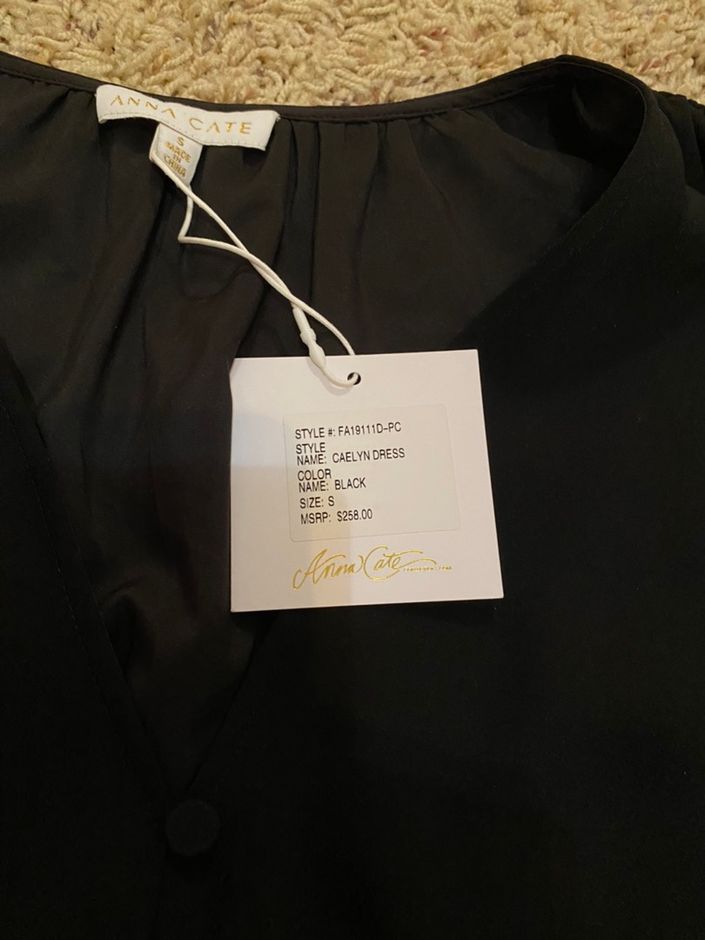 ANNA CATE
S
MADE
IN
CHINA
STYLE #: FA19111D-PC
STYLE
NAME: CAELYN DRESS
COLOR
NAME: BLACK
SIZE: S
MSRP: $258.00
Anna Cate